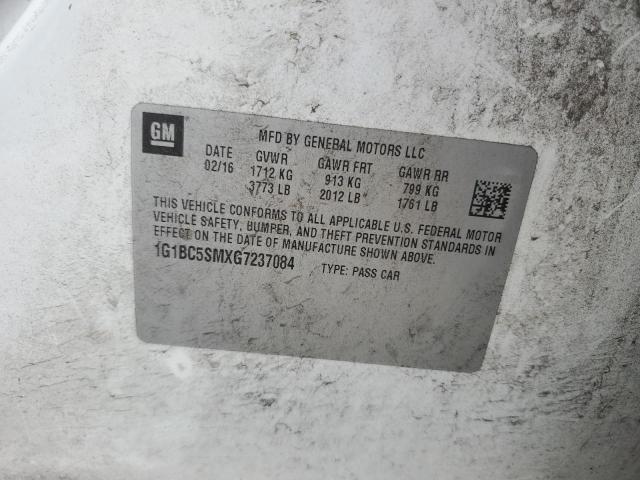 GM
MFD BY GENERAL MOTORS LLC
DATE GVWR GAWR FRT GAWR RR
02/16 1712 KG 913 KG 799 KG
3773 LB 2012 LB 1761 LB
THIS VEHICLE CONFORMS TO ALL APPLICABLE U.S. FEDERAL MOTOR
VEHICLE SAFETY, BUMPER, AND THEFT PREVENTION STANDARDS IN
EFFECT ON THE DATE OF MANUFACTURE SHOWN ABOVE.
1G1BC5SMXG7237084 TYPE: PASS CAR